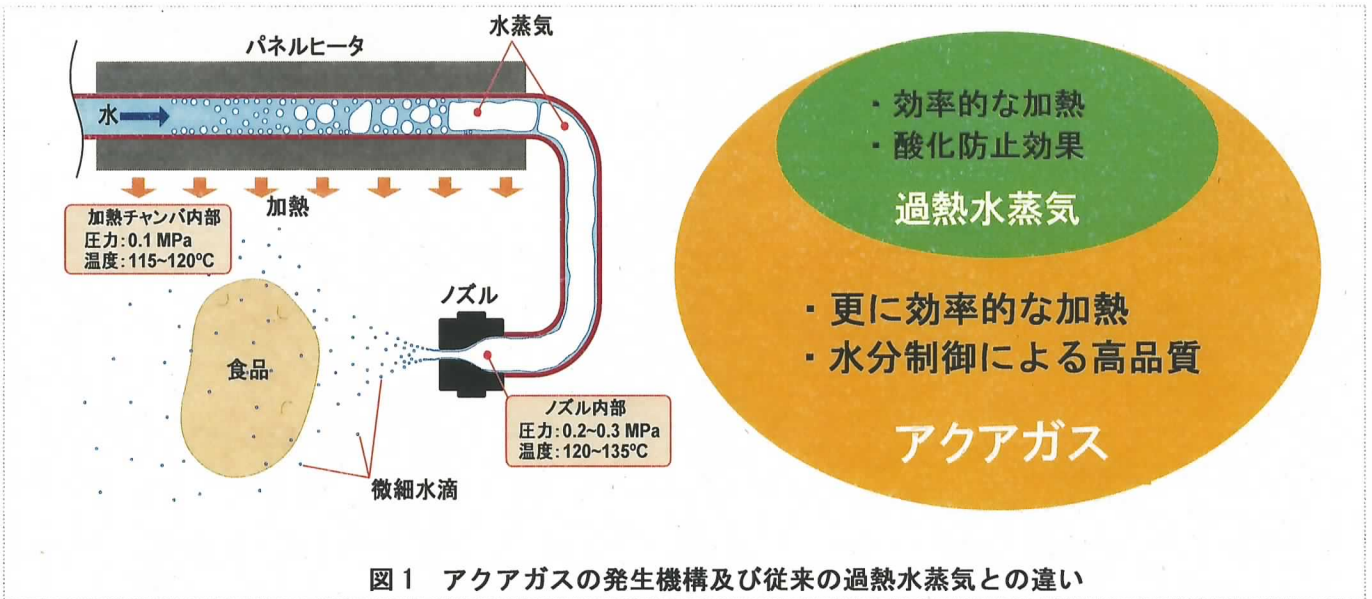 パネルヒータ
水蒸気
水
加熱
加熱チャンバ内部
圧力:0.1 MPa
温度:115~120℃
食品
ノズル
ノズル内部
圧力:0.2~0.3 MPa
温度:120~135℃
微細水滴
・効率的な加熱
・酸化防止効果
過熱水蒸気
・更に効率的な加熱
・水分制御による高品質
アクアガス
図1 アクアガスの発生機構及び従来の過熱水蒸気との違い